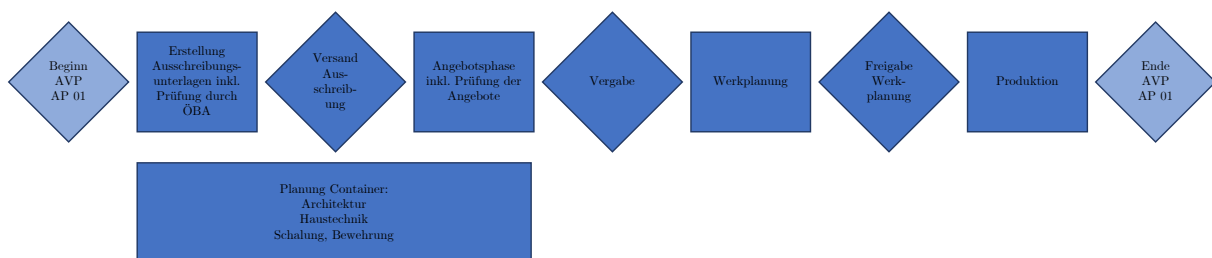 Beginn
AVP
AP 01
Erstellung
Ausschreibungs-
unterlagen inkl.
Prüfung durch
ÖBA
Versand
Aus-
schreib-
ung
Angebotsphase
inkl. Prüfung der
Angebote
Vergabe
Werkplanung
Freigabe
Werk-
planung
Produktion
Ende
AVP
AP 01
Planung Container:
Architektur
Haustechnik
Schalung, Bewehrung